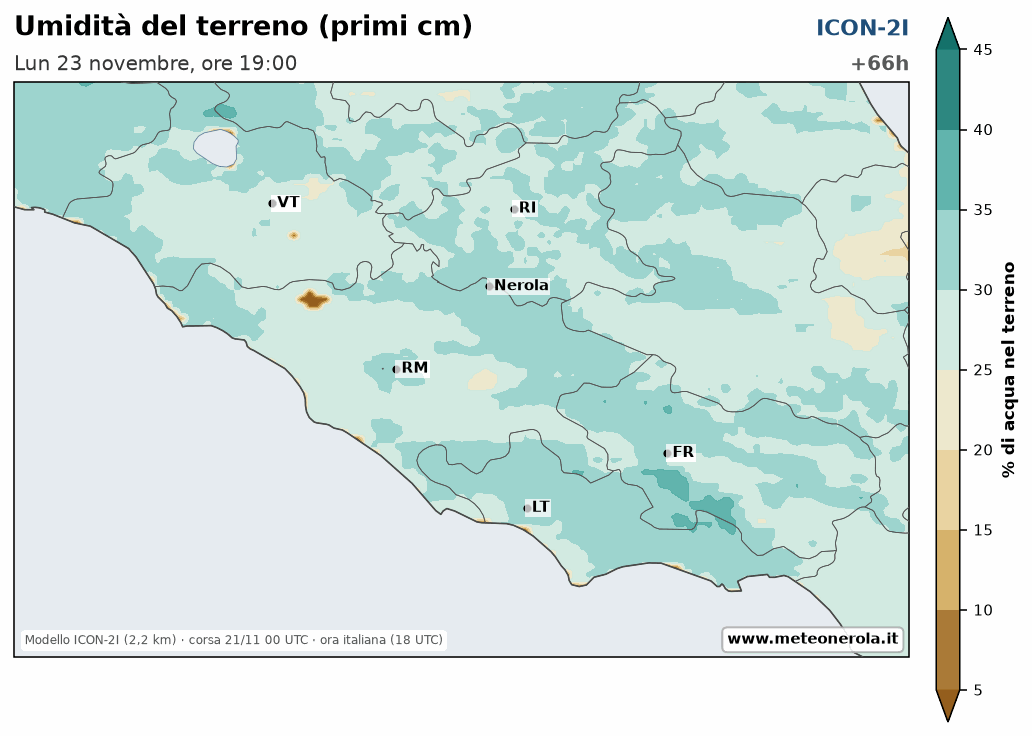 Umidità del terreno (primi cm)
ICON-2I
Lun 23 novembre, ore 19:00
+66h
VT
RI
Nerola
RM
FR
LT
45
40
35
30
25
20
15
10
5
% di acqua nel terreno
Modello ICON-2I (2,2 km) · corsa 21/11 00 UTC · ora italiana (18 UTC)
www.meteonerola.it